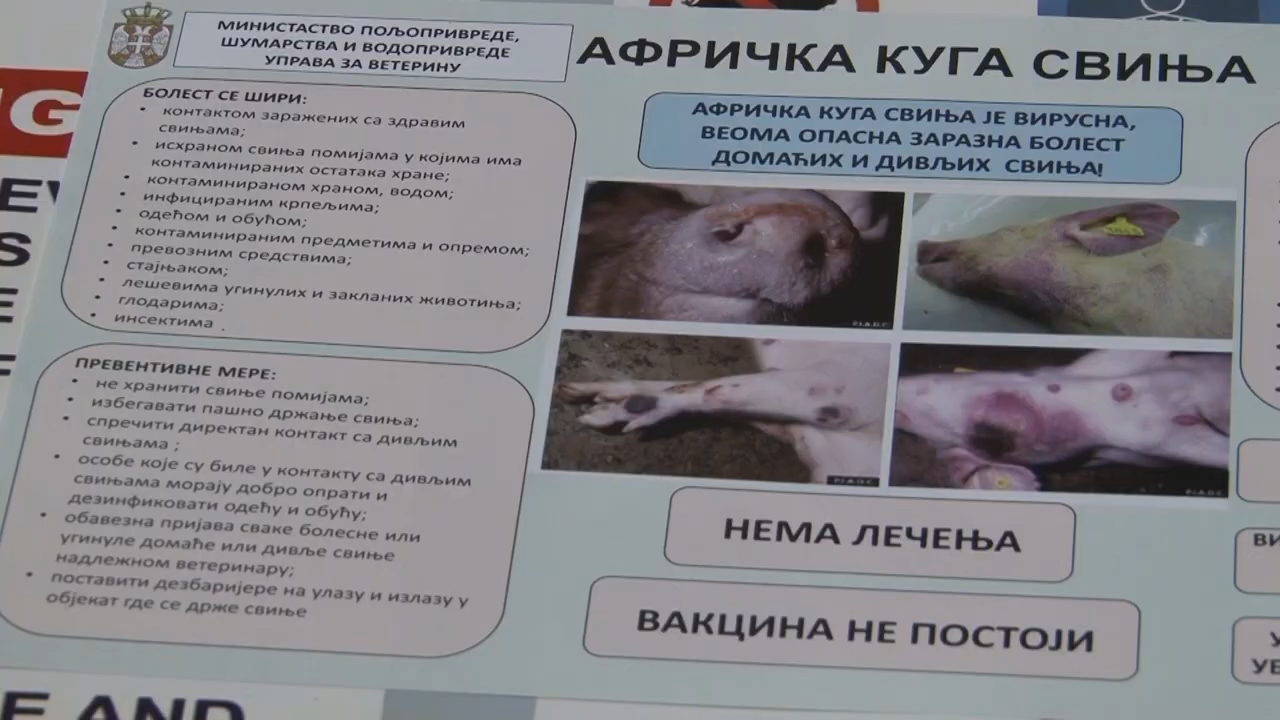 МИНИСТАСТВО ПОЉОПРИВРЕДЕ,
ШУМАРСТВА И ВОДОПРИВРЕДЕ
УПРАВА ЗА ВЕТЕРИНУ
АФРИЧКА КУГА СВИЊА
БОЛЕСТ СЕ ШИРИ:
• контактом заражених са здравим
свињама;
• исхраном свиња помијама у којима има
контаминираних остатака хране;
• контаминираном храном, водом;
• инфицираним крпељима;
• одећом и обућом;
• контаминираним предметима и опремом;
• превозним средствима;
• стајњаком;
• лешевима угинулих и закланих животиња;
• глодарима;
• инсектима .
ПРЕВЕНТИВНЕ МЕРЕ:
• не хранити свиње помијама;
• избегавати пашно држање свиња;
• спречити директан контакт са дивљим
свињама ;
• особе које су биле у контакту са дивљим
свињама морају добро опрати и
дезинфиковати одећу и обућу;
• обавезна пријава сваке болесне или
угинуле домаће или дивље свиње
надлежном ветеринару;
• поставити дезбаријере на улазу и излазу у
објекат где се држе свиње
АФРИЧКА КУГА СВИЊА ЈЕ ВИРУСНА,
ВЕОМА ОПАСНА ЗАРАЗНА БОЛЕСТ
ДОМАЋИХ И ДИВЉИХ СВИЊА!
P.I.A.D.C.
P.I.A.D.C.
НЕМА ЛЕЧЕЊА
ВАКЦИНА НЕ ПОСТОЈИ
AND